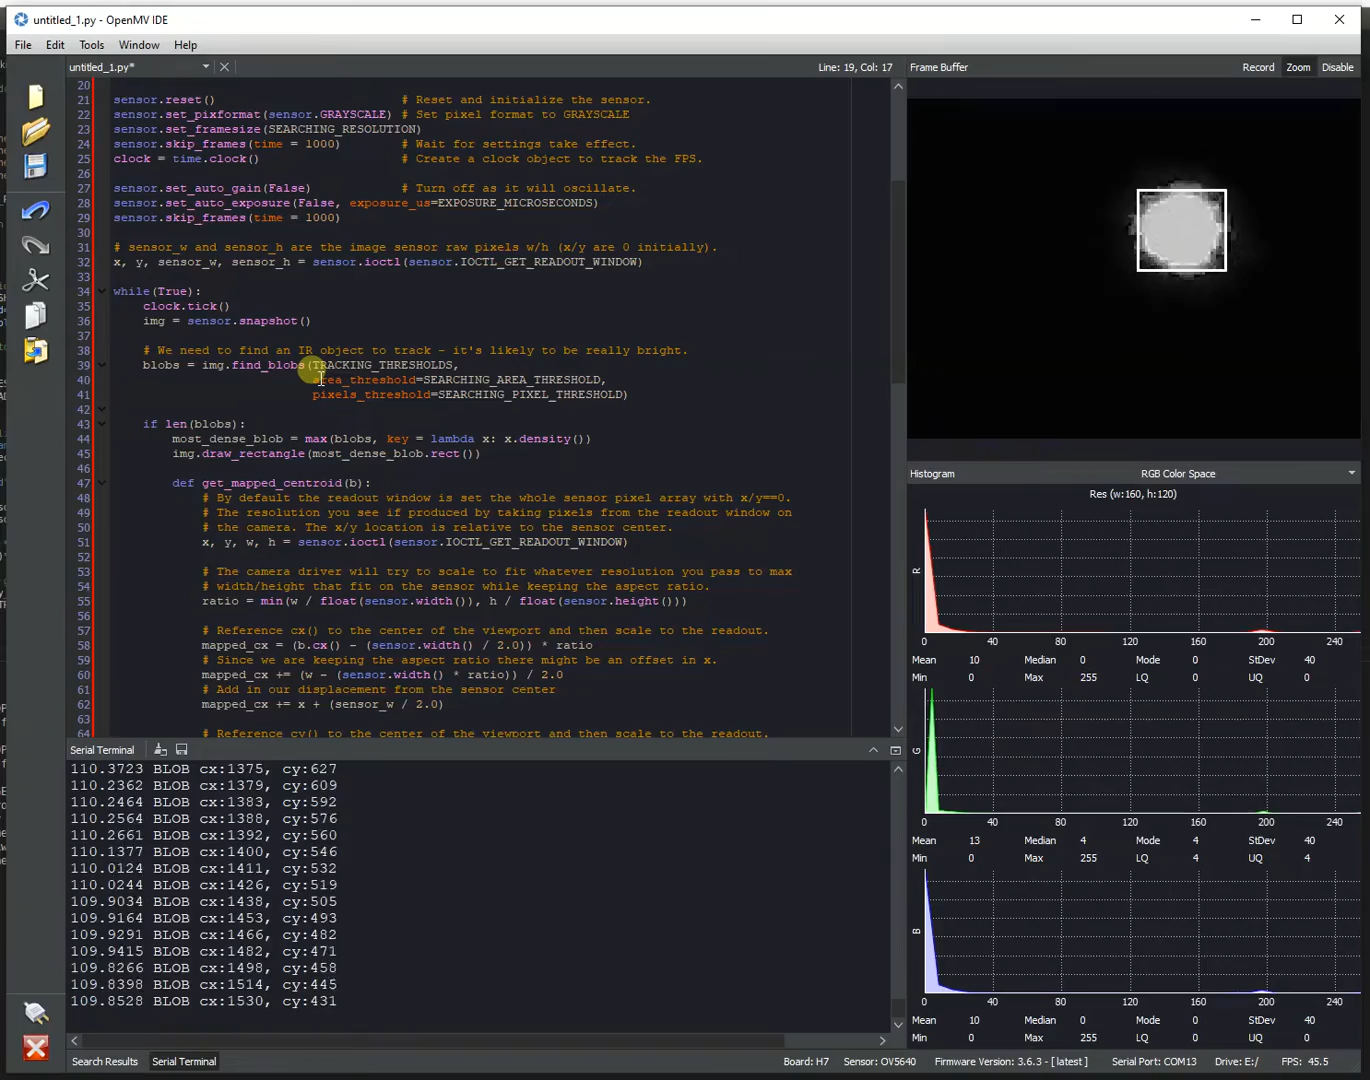 untitled_1.py - OpenMV IDE
File Edit Tools Window Help
untitled_1.py* Line: 19, Col: 17
Frame Buffer Record Zoom Disable
20
21 sensor.reset() # Reset and initialize the sensor.
22 sensor.set_pixformat(sensor.GRAYSCALE) # Set pixel format to GRAYSCALE
23 sensor.set_framesize(SEARCHING_RESOLUTION)
24 sensor.skip_frames(time = 1000) # Wait for settings take effect.
25 clock = time.clock() # Create a clock object to track the FPS.
26
27 sensor.set_auto_gain(False) # Turn off as it will oscillate.
28 sensor.set_auto_exposure(False, exposure_us=EXPOSURE_MICROSECONDS)
29 sensor.skip_frames(time = 1000)
30
31 # sensor_w and sensor_h are the image sensor raw pixels w/h (x/y are 0 initially).
32 x, y, sensor_w, sensor_h = sensor.ioctl(sensor.IOCTL_GET_READOUT_WINDOW)
33
34 while(True):
35 clock.tick()
36 img = sensor.snapshot()
37
38 # We need to find an IR object to track - it's likely to be really bright.
39 blobs = img.find_blobs(TRACKING_THRESHOLDS,
40 area_threshold=SEARCHING_AREA_THRESHOLD,
41 pixels_threshold=SEARCHING_PIXEL_THRESHOLD)
42
43 if len(blobs):
44 most_dense_blob = max(blobs, key = lambda x: x.density())
45 img.draw_rectangle(most_dense_blob.rect())
46
47 def get_mapped_centroid(b):
48 # By default the readout window is set the whole sensor pixel array with x/y==0.
49 # The resolution you see if produced by taking pixels from the readout window on
50 # the camera. The x/y location is relative to the sensor center.
51 x, y, w, h = sensor.ioctl(sensor.IOCTL_GET_READOUT_WINDOW)
52
53 # The camera driver will try to scale to fit whatever resolution you pass to max
54 # width/height that fit on the sensor while keeping the aspect ratio.
55 ratio = min(w / float(sensor.width()), h / float(sensor.height()))
56
57 # Reference cx() to the center of the viewport and then scale to the readout.
58 mapped_cx = (b.cx() - (sensor.width() / 2.0)) * ratio
59 # Since we are keeping the aspect ratio there might be an offset in x.
60 mapped_cx += (w - (sensor.width() * ratio)) / 2.0
61 # Add in our displacement from the sensor center
62 mapped_cx += x + (sensor_w / 2.0)
63
64 # Reference cy() to the center of the viewport and then scale to the readout.
Serial Terminal
110.3723 BLOB cx:1375, cy:627
110.2362 BLOB cx:1379, cy:609
110.2464 BLOB cx:1383, cy:592
110.2564 BLOB cx:1388, cy:576
110.2661 BLOB cx:1392, cy:560
110.1377 BLOB cx:1400, cy:546
110.0124 BLOB cx:1411, cy:532
110.0244 BLOB cx:1426, cy:519
109.9034 BLOB cx:1438, cy:505
109.9164 BLOB cx:1453, cy:493
109.9291 BLOB cx:1466, cy:482
109.9415 BLOB cx:1482, cy:471
109.8266 BLOB cx:1498, cy:458
109.8398 BLOB cx:1514, cy:445
109.8528 BLOB cx:1530, cy:431
Histogram RGB Color Space
Res (w:160, h:120)
R
0 40 80 120 160 200 240
Mean 10 Median 0 Mode 0 StDev 40
Min 0 Max 255 LQ 0 UQ 0
G
0 40 80 120 160 200 240
Mean 13 Median 4 Mode 4 StDev 40
Min 0 Max 255 LQ 4 UQ 4
B
0 40 80 120 160 200 240
Mean 10 Median 0 Mode 0 StDev 40
Min 0 Max 255 LQ 0 UQ 0
Search Results Serial Terminal Board: H7 Sensor: OV5640 Firmware Version: 3.6.3 - [ latest ] Serial Port: COM13 Drive: E:/ FPS: 45.5